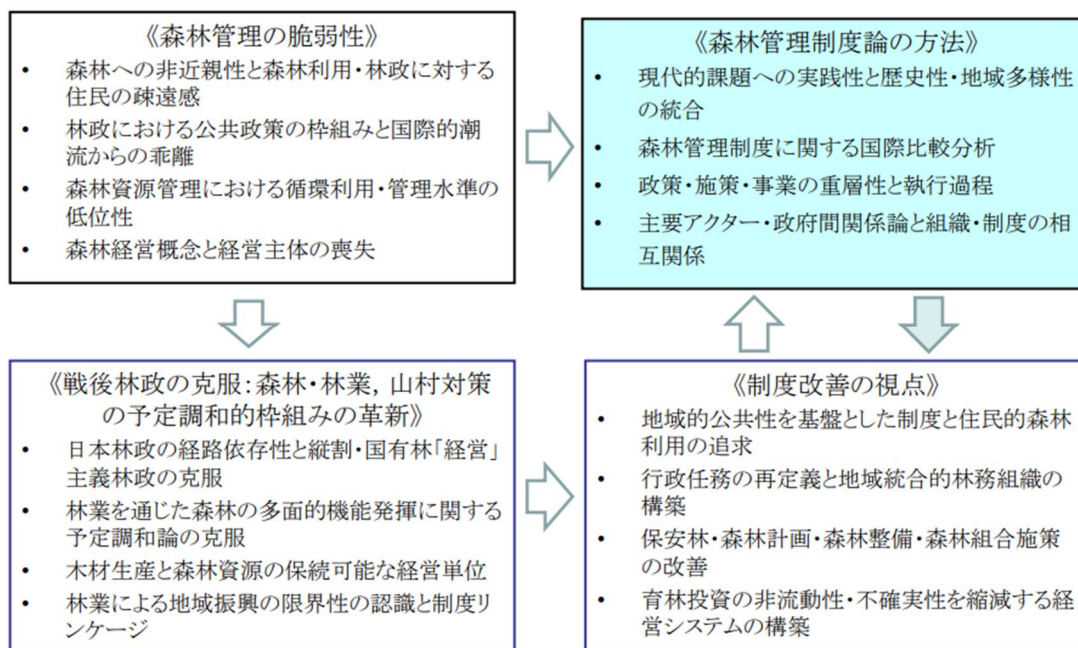 《森林管理の脆弱性》
• 森林への非近親性と森林利用・林政に対する
住民の疎遠感
• 林政における公共政策の枠組みと国際的潮
流からの乖離
• 森林資源管理における循環利用・管理水準の
低位性
• 森林経営概念と経営主体の喪失
《森林管理制度論の方法》
• 現代的課題への実践性と歴史性・地域多様性
の統合
• 森林管理制度に関する国際比較分析
• 政策・施策・事業の重層性と執行過程
• 主要アクター・政府間関係論と組織・制度の相
互関係
《戦後林政の克服：森林・林業，山村対策
の予定調和的枠組みの革新》
• 日本林政の経路依存性と縦割・国有林「経営」
主義林政の克服
• 林業を通じた森林の多面的機能発揮に関する
予定調和論の克服
• 木材生産と森林資源の保続可能な経営単位
• 林業による地域振興の限界性の認識と制度リ
ンケージ
《制度改善の視点》
• 地域的公共性を基盤とした制度と住民的森林
利用の追求
• 行政任務の再定義と地域統合的林務組織の
構築
• 保安林・森林計画・森林整備・森林組合施策
の改善
• 育林投資の非流動性・不確実性を縮減する経
営システムの構築